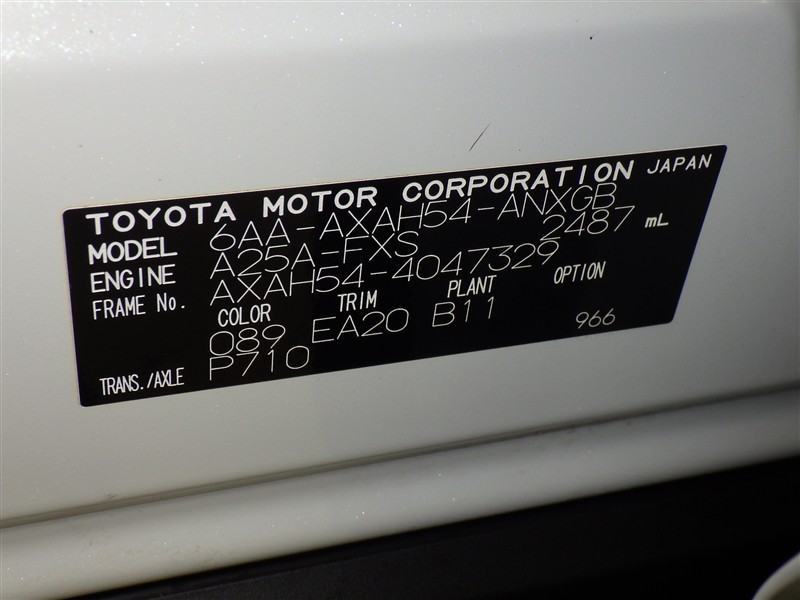 TOYOTA MOTOR CORPORATION JAPAN
MODEL 6AA-AXAH54-ANXGB
ENGINE A25A-FXS 2487 mL
FRAME No. AXAH54-4047329
COLOR TRIM PLANT OPTION
089 EA20 B11 966
TRANS./AXLE P710